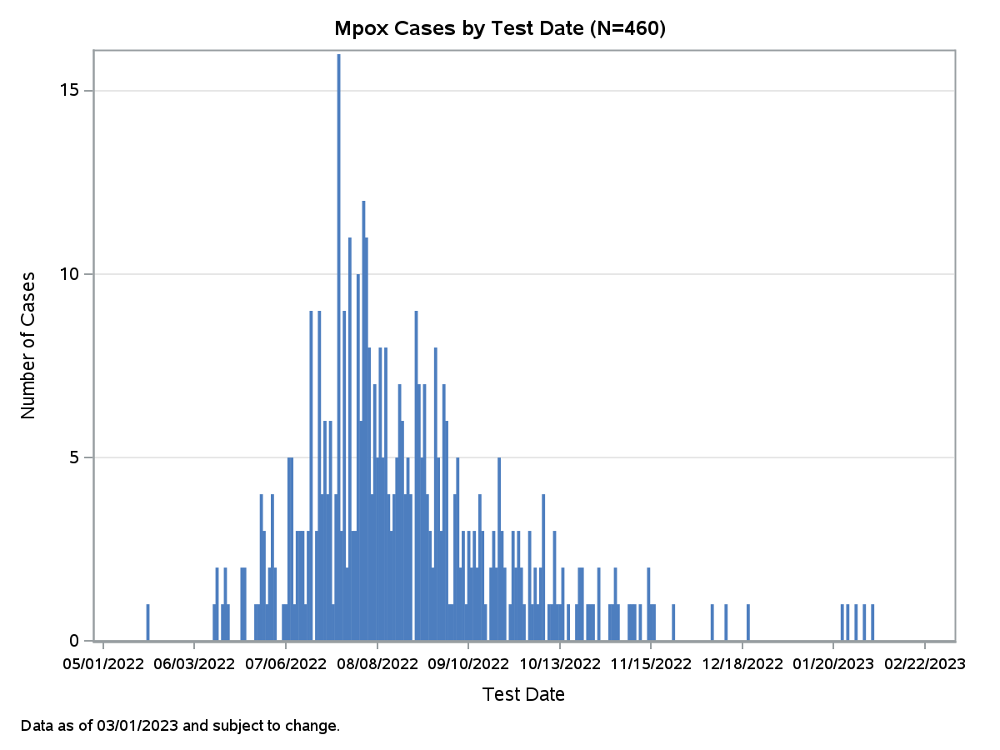 Mpox Cases by Test Date (N=460)
Number of Cases
15
10
5
0
05/01/2022 06/03/2022 07/06/2022 08/08/2022 09/10/2022 10/13/2022 11/15/2022 12/18/2022 01/20/2023 02/22/2023
Test Date
Data as of 03/01/2023 and subject to change.